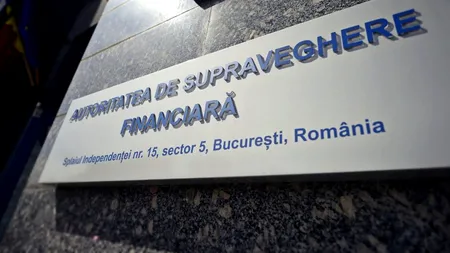 AUTORITATEA DE SUPRAVEGHERE
FINANCIARĂ
Splaiul Independenței nr. 15, sector 5, București, România